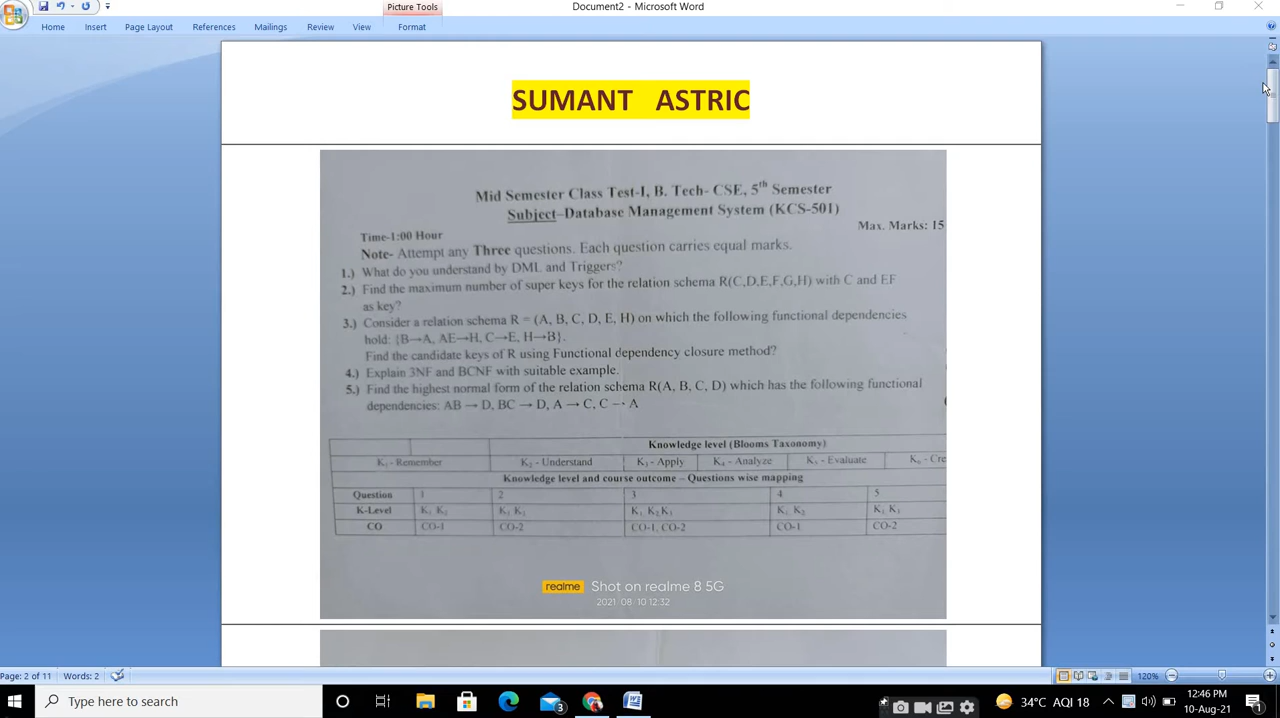 Picture Tools
Document2 - Microsoft Word
Home Insert Page Layout References Mailings Review View Format
SUMANT ASTRIC
Mid Semester Class Test-I, B. Tech- CSE, 5th Semester
Subject–Database Management System (KCS-501)
Max. Marks: 15
Time-1:00 Hour
Note- Attempt any Three questions. Each question carries equal marks.
1.) What do you understand by DML and Triggers?
2.) Find the maximum number of super keys for the relation schema R(C,D,E,F,G,H) with C and EF
as key?
3.) Consider a relation schema R = (A, B, C, D, E, H) on which the following functional dependencies
hold: {B→A, AE→H, C→E, H→B}.
Find the candidate keys of R using Functional dependency closure method?
4.) Explain 3NF and BCNF with suitable example.
5.) Find the highest normal form of the relation schema R(A, B, C, D) which has the following functional
dependencies: AB → D, BC → D, A → C, C → A
Knowledge level (Blooms Taxonomy)
K1 - Remember K2 - Understand K3 - Apply K4 - Analyze K5 - Evaluate K6 - Cre
Knowledge level and course outcome – Questions wise mapping
Question 1 2 3 4 5
K-Level
CO CO-1 CO-2 CO-1, CO-2 CO-1 CO-2
realme Shot on realme 8 5G
2021 08 10 12:32
Page: 2 of 11 Words: 2 120%
Type here to search 3 34°C AQI 18 12:46 PM
10-Aug-21 1